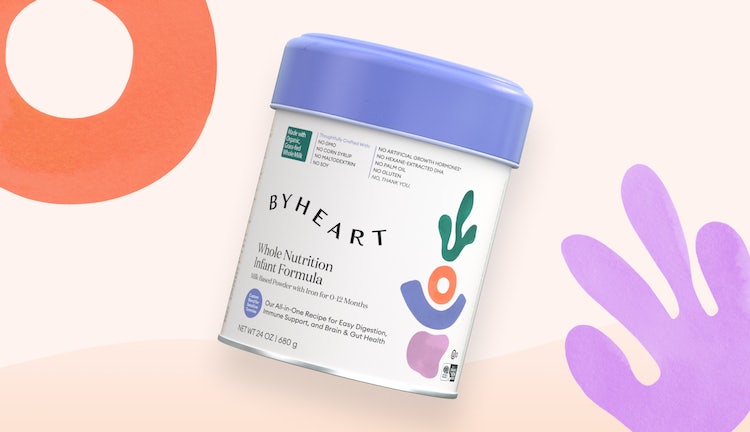 Made with
Organic,
Grass-fed
Whole Milk
Thoughtfully Crafted With:
NO GMO
NO CORN SYRUP
NO MALTODEXTRIN
NO SOY
NO ARTIFICIAL GROWTH HORMONES*
NO HEXANE-EXTRACTED DHA
NO PALM OIL
NO GLUTEN
NO, THANK YOU.
BYHEART
Whole Nutrition
Infant Formula
Milk Based Powder with Iron for 0-12 Months
Our All-in-One Recipe for Easy Digestion,
Immune Support, and Brain & Gut Health
NET WT 24 OZ | 680 g